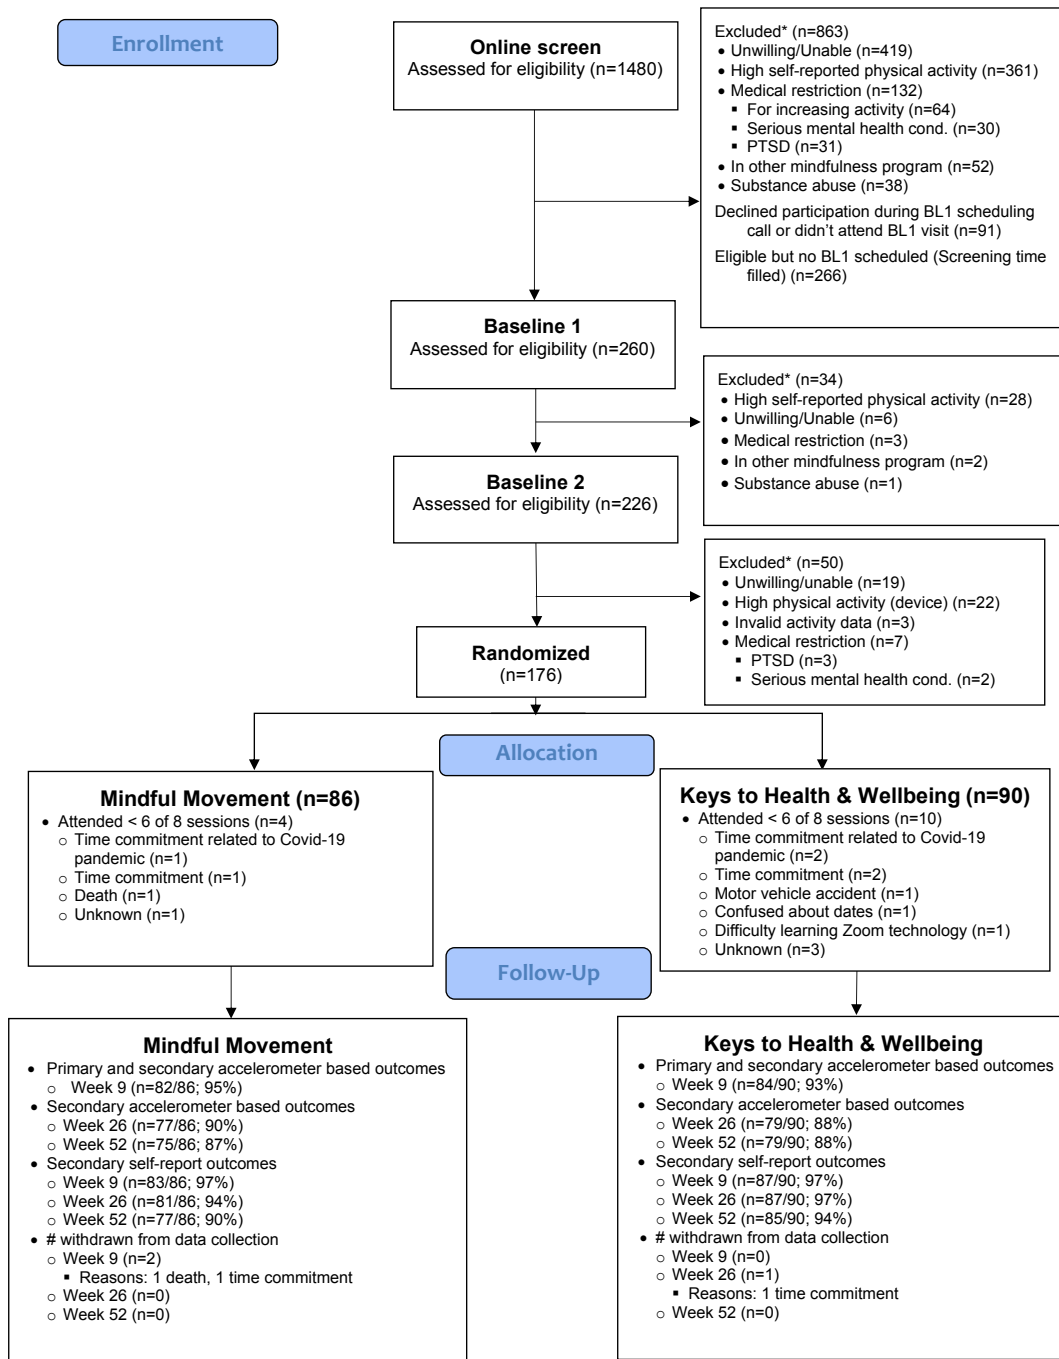 Enrollment
Online screen
Assessed for eligibility (n=1480)
Excluded* (n=863)
• Unwilling/Unable (n=419)
• High self-reported physical activity (n=361)
• Medical restriction (n=132)
▪ For increasing activity (n=64)
▪ Serious mental health cond. (n=30)
▪ PTSD (n=31)
• In other mindfulness program (n=52)
• Substance abuse (n=38)
Declined participation during BL1 scheduling
call or didn't attend BL1 visit (n=91)
Eligible but no BL1 scheduled (Screening time
filled) (n=266)
Baseline 1
Assessed for eligibility (n=260)
Excluded* (n=34)
• High self-reported physical activity (n=28)
• Unwilling/Unable (n=6)
• Medical restriction (n=3)
• In other mindfulness program (n=2)
• Substance abuse (n=1)
Baseline 2
Assessed for eligibility (n=226)
Excluded* (n=50)
• Unwilling/unable (n=19)
• High physical activity (device) (n=22)
• Invalid activity data (n=3)
• Medical restriction (n=7)
▪ PTSD (n=3)
▪ Serious mental health cond. (n=2)
Randomized
(n=176)
Allocation
Mindful Movement (n=86)
• Attended < 6 of 8 sessions (n=4)
o Time commitment related to Covid-19
pandemic (n=1)
o Time commitment (n=1)
o Death (n=1)
o Unknown (n=1)
Keys to Health & Wellbeing (n=90)
• Attended < 6 of 8 sessions (n=10)
o Time commitment related to Covid-19
pandemic (n=2)
o Time commitment (n=2)
o Motor vehicle accident (n=1)
o Confused about dates (n=1)
o Difficulty learning Zoom technology (n=1)
o Unknown (n=3)
Follow-Up
Mindful Movement
• Primary and secondary accelerometer based outcomes
o Week 9 (n=82/86; 95%)
• Secondary accelerometer based outcomes
o Week 26 (n=77/86; 90%)
o Week 52 (n=75/86; 87%)
• Secondary self-report outcomes
o Week 9 (n=83/86; 97%)
o Week 26 (n=81/86; 94%)
o Week 52 (n=77/86; 90%)
• # withdrawn from data collection
o Week 9 (n=2)
▪ Reasons: 1 death, 1 time commitment
o Week 26 (n=0)
o Week 52 (n=0)
Keys to Health & Wellbeing
• Primary and secondary accelerometer based outcomes
o Week 9 (n=84/90; 93%)
• Secondary accelerometer based outcomes
o Week 26 (n=79/90; 88%)
o Week 52 (n=79/90; 88%)
• Secondary self-report outcomes
o Week 9 (n=87/90; 97%)
o Week 26 (n=87/90; 97%)
o Week 52 (n=85/90; 94%)
• # withdrawn from data collection
o Week 9 (n=0)
o Week 26 (n=1)
▪ Reasons: 1 time commitment
o Week 52 (n=0)